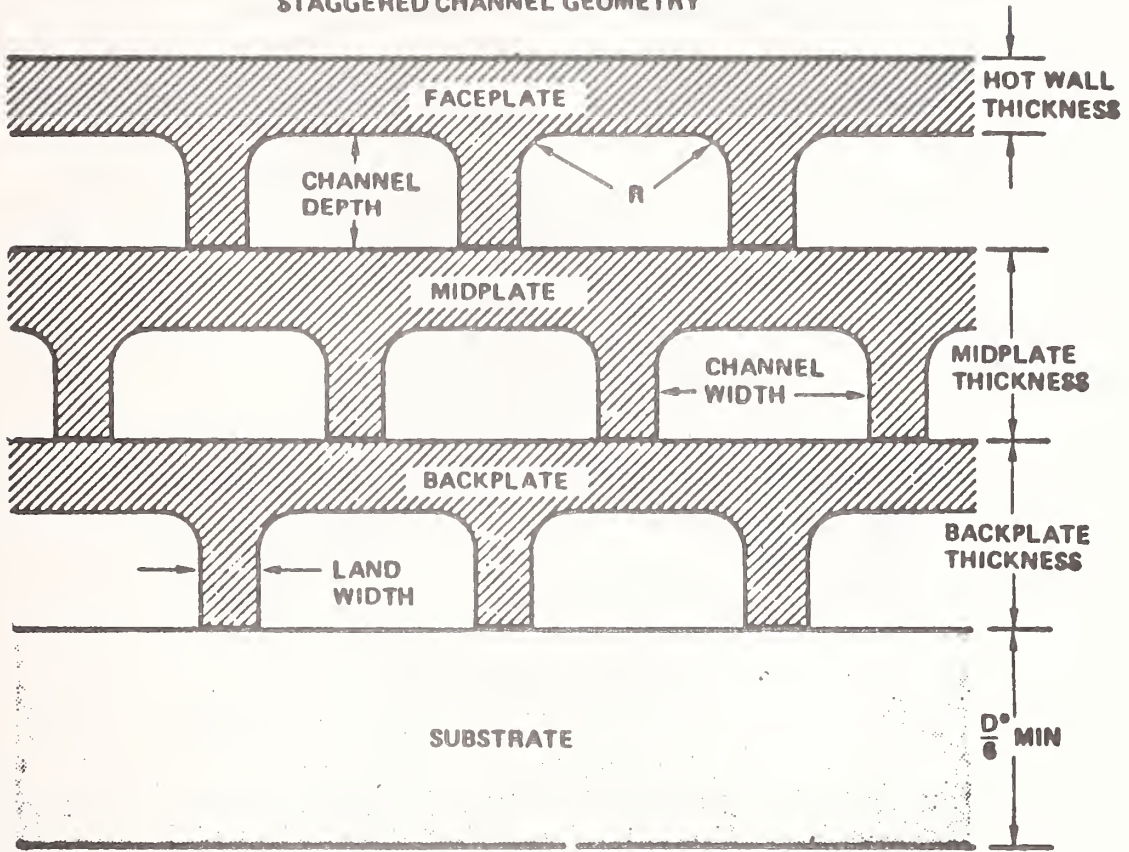 STAGGERED CHANNEL GEOMETRY
HOT WALL
THICKNESS
FACEPLATE
CHANNEL
DEPTH
R
MIDPLATE
CHANNEL
WIDTH
MIDPLATE
THICKNESS
BACKPLATE
BACKPLATE
THICKNESS
LAND
WIDTH
SUBSTRATE
D*
6 MIN